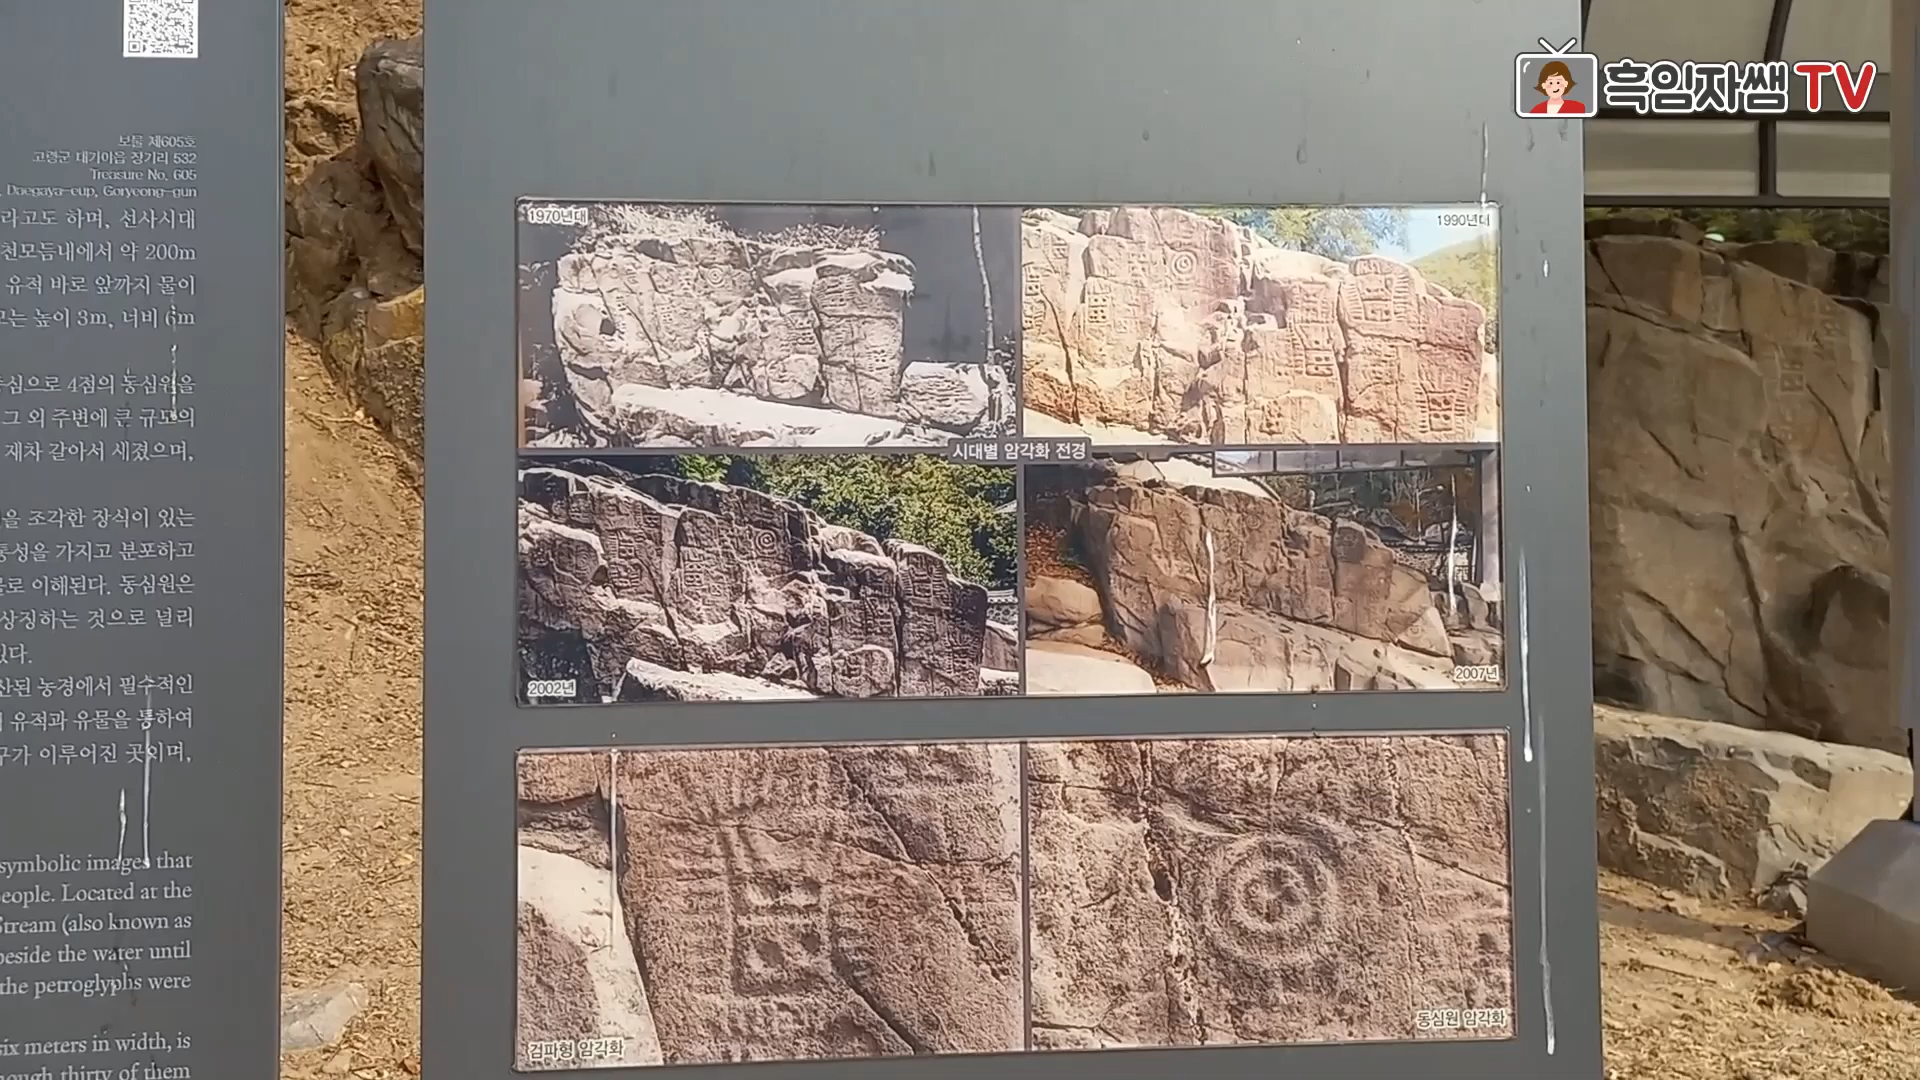 흑임자쌤 TV
보물 제605호
고령군 대가야읍 장기리 532
Treasure No. 605
Daegaya-eup, Goryeong-gun
라고도 하며, 선사시대
천모듬내에서 약 200m
유적 바로 앞까지 물이
높이 3m, 너비 6m
중심으로 4점의 동심원을
그 외 주변에 큰 규모의
재차 갈아서 새겼으며,
을 조각한 장식이 있는
통성을 가지고 분포하고
로 이해된다. 동심원은
상징하는 것으로 널리
있다.
산된 농경에서 필수적인
유적과 유물을 통하여
구가 이루어진 곳이며,
symbolic images that
people. Located at the
Stream (also known as
beside the water until
the petroglyphs were
six meters in width, is
though thirty of them
1970년대
1990년대
시대별 암각화 전경
2002년
2007년
검파형 암각화
동심원 암각화